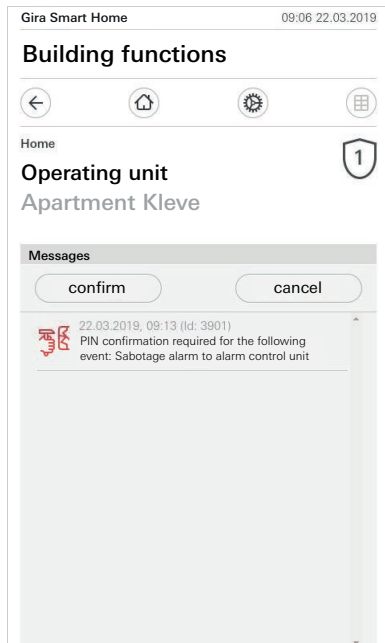 Gira Smart Home 09:06 22.03.2019
Building functions
Home
1
Operating unit
Apartment Kleve
Messages
confirm cancel
22.03.2019, 09:13 (Id: 3901)
PIN confirmation required for the following
event: Sabotage alarm to alarm control unit